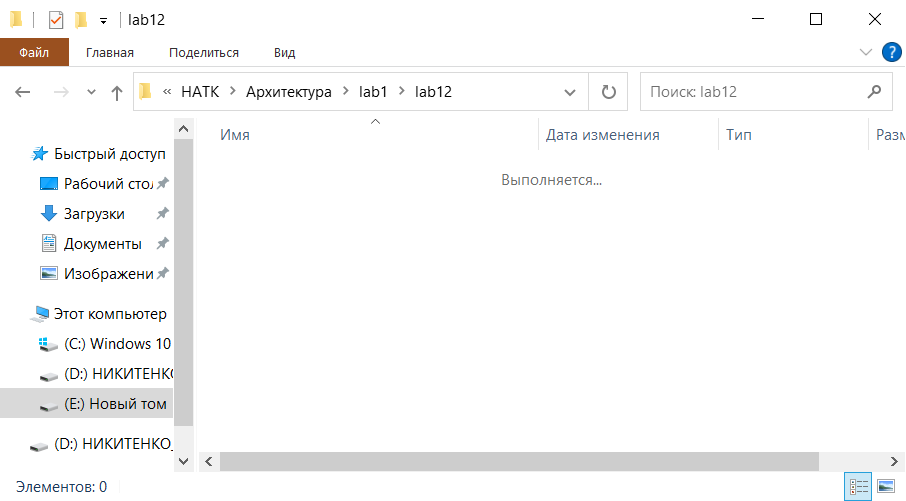 lab12
Файл Главная Поделиться Вид ?
« НАТК > Архитектура > lab1 > lab12
Поиск: lab12
Имя Дата изменения Тип Разм
Выполняется...
Быстрый доступ
Рабочий стол
Загрузки
Документы
Изображени
Этот компьютер
(C:) Windows 10
(D:) НИКИТЕНКО
(E:) Новый том
(D:) НИКИТЕНКО_
Элементов: 0